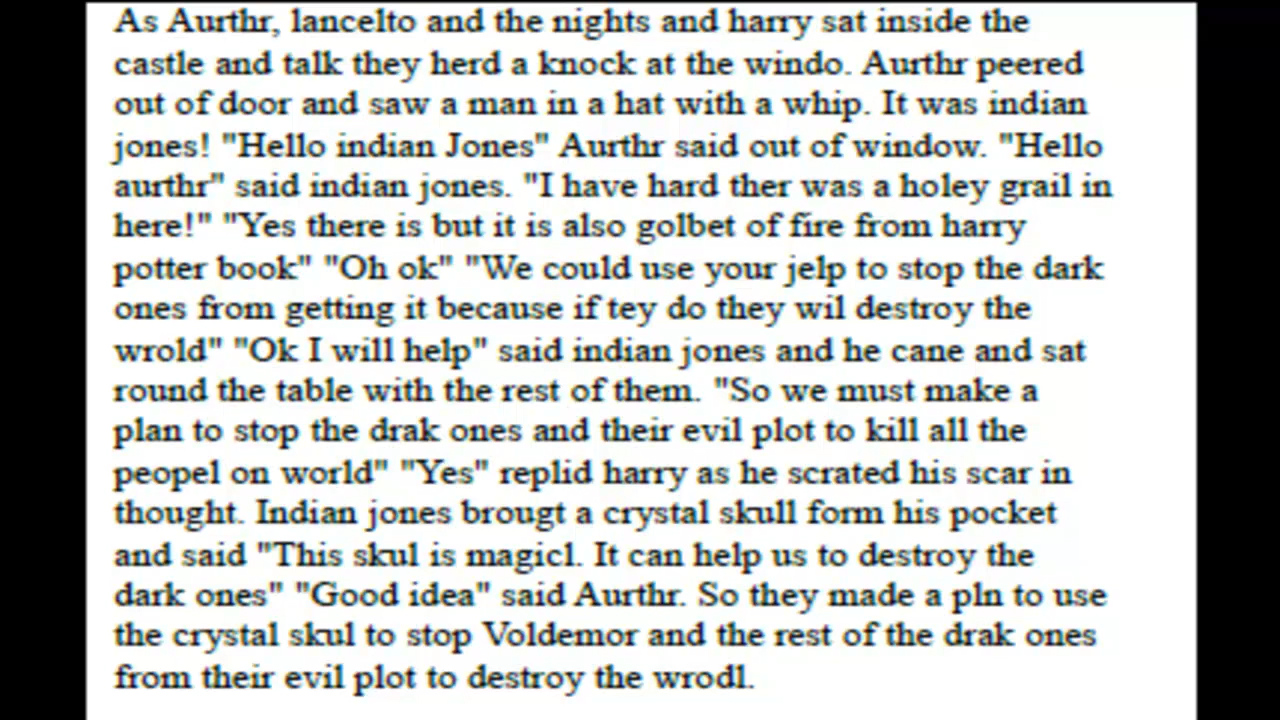 As Aurthr, lancelto and the nights and harry sat inside the
castle and talk they herd a knock at the windo. Aurthr peered
out of door and saw a man in a hat with a whip. It was indian
jones! "Hello indian Jones" Aurthr said out of window. "Hello
aurthr" said indian jones. "I have hard ther was a holey grail in
here!" "Yes there is but it is also golbet of fire from harry
potter book" "Oh ok" "We could use your jelp to stop the dark
ones from getting it because if tey do they wil destroy the
wrold" "Ok I will help" said indian jones and he cane and sat
round the table with the rest of them. "So we must make a
plan to stop the drak ones and their evil plot to kill all the
peopel on world" "Yes" replid harry as he scrated his scar in
thought. Indian jones brougt a crystal skull form his pocket
and said "This skul is magicl. It can help us to destroy the
dark ones" "Good idea" said Aurthr. So they made a pln to use
the crystal skul to stop Voldemor and the rest of the drak ones
from their evil plot to destroy the wrodl.